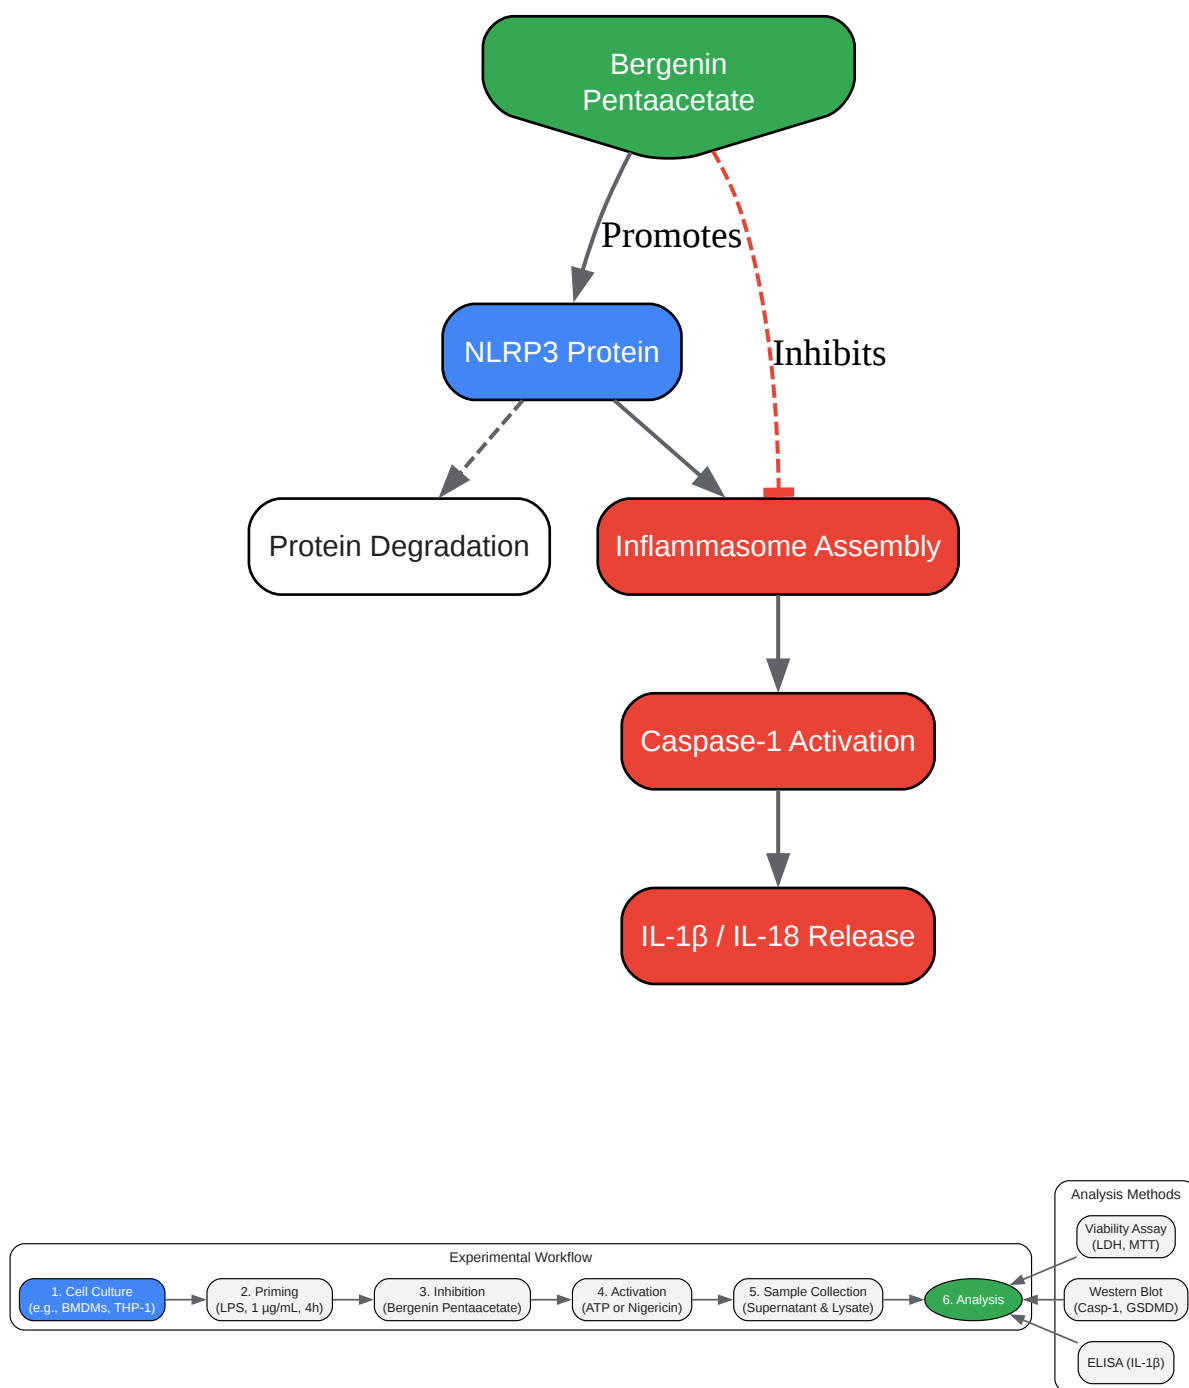 Bergenin
Pentaacetate
Promotes
NLRP3 Protein
Inhibits
Protein Degradation
Inflammasome Assembly
Caspase-1 Activation
IL-1β / IL-18 Release
Experimental Workflow
1. Cell Culture
(e.g., BMDMs, THP-1)
2. Priming
(LPS, 1 µg/mL, 4h)
3. Inhibition
(Bergenin Pentaacetate)
4. Activation
(ATP or Nigericin)
5. Sample Collection
(Supernatant & Lysate)
6. Analysis
Analysis Methods
Viability Assay
(LDH, MTT)
Western Blot
(Casp-1, GSDMD)
ELISA (IL-1β)